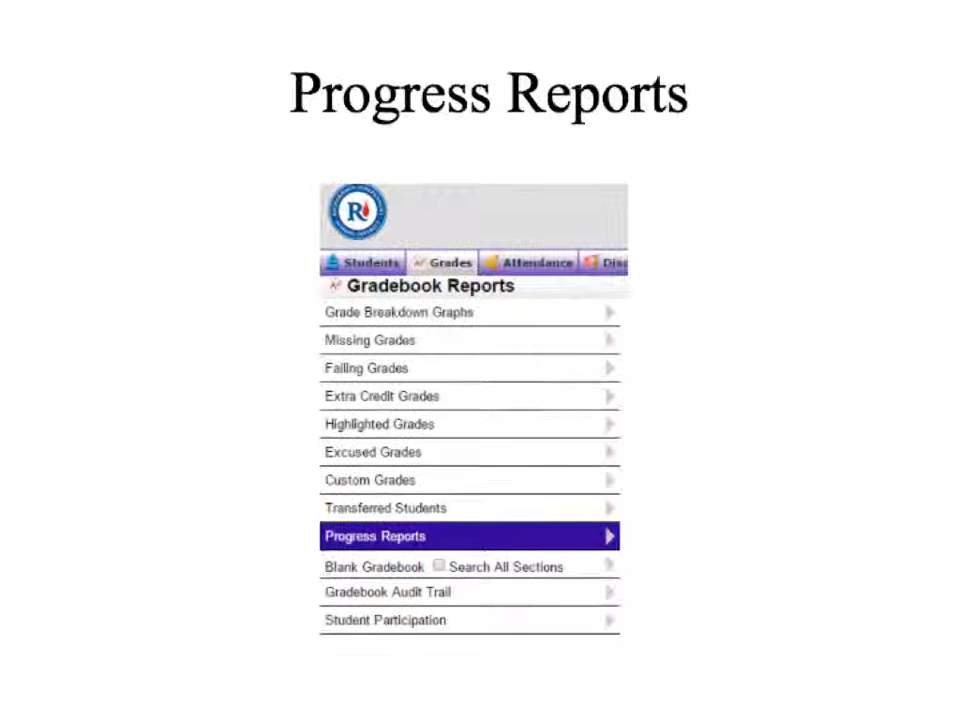 Progress Reports
R
Students Grades Attendance
Gradebook Reports
Grade Breakdown Graphs
Missing Grades
Failing Grades
Extra Credit Grades
Highlighted Grades
Excused Grades
Custom Grades
Transferred Students
Progress Reports
Blank Gradebook Search All Sections
Gradebook Audit Trail
Student Participation